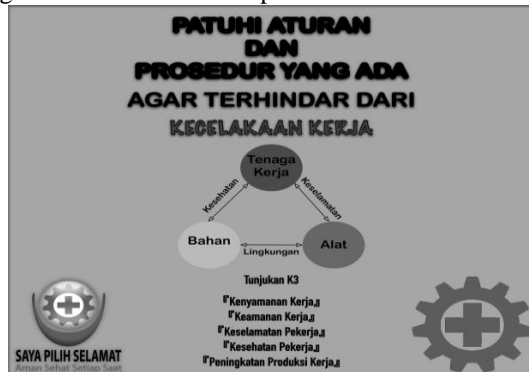 PATUHI ATURAN
DAN
PROSEDUR YANG ADA
AGAR TERHINDAR DARI
KECELAKAAN KERJA
Tenaga
Kerja
Kesehatan
Keselamatan
Bahan
Lingkungan
Alat
Tunjukan K3
『Kenyamanan Kerja』
『Keamanan Kerja』
『Keselamatan Pekerja』
『Kesehatan Pekerja』
『Peningkatan Produksi Kerja』
SAYA PILIH SELAMAT
Aman Sehat Setiap Saat